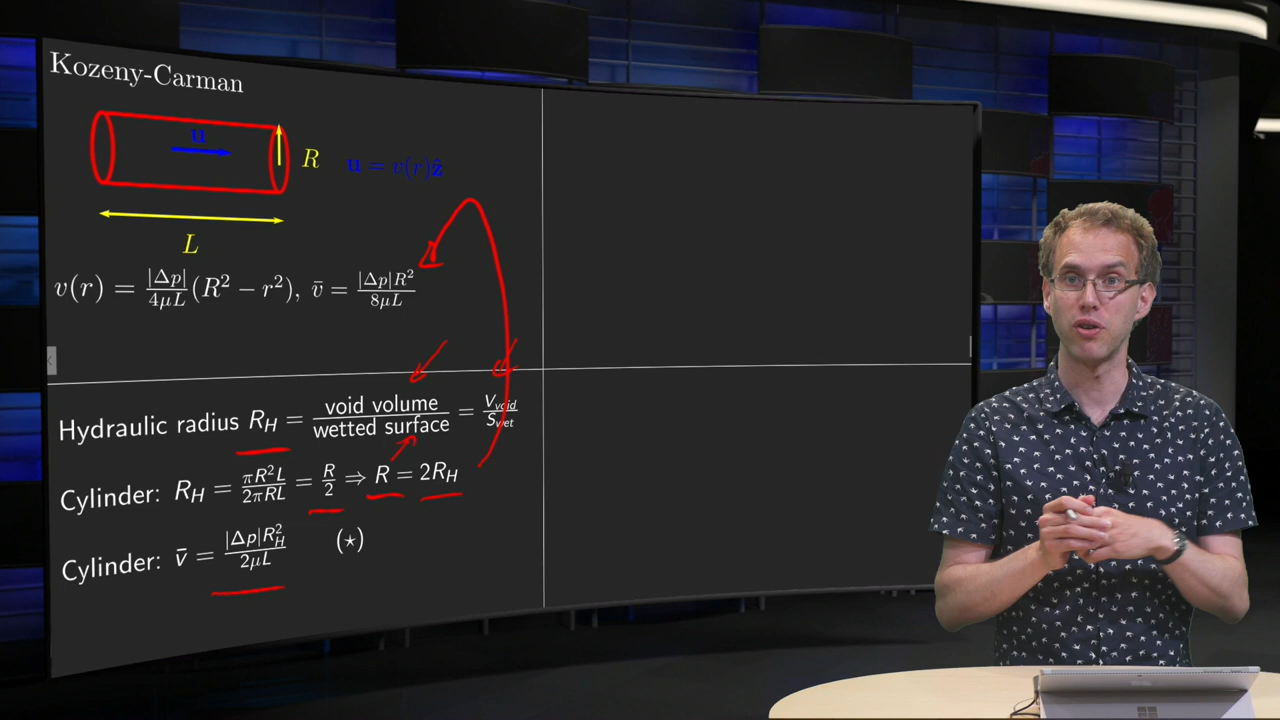 Kozeny-Carman
u
R
u = v(r)ẑ
L
v(r) = |Δp|/4μL (R² − r²), v̄ = |Δp|R²/8μL
Hydraulic radius R_H = void volume/wetted surface = V_void/S_wet
Cylinder: R_H = πR²L/2πRL = R/2 ⇒ R = 2R_H
Cylinder: v̄ = |Δp|R_H²/2μL (⋆)